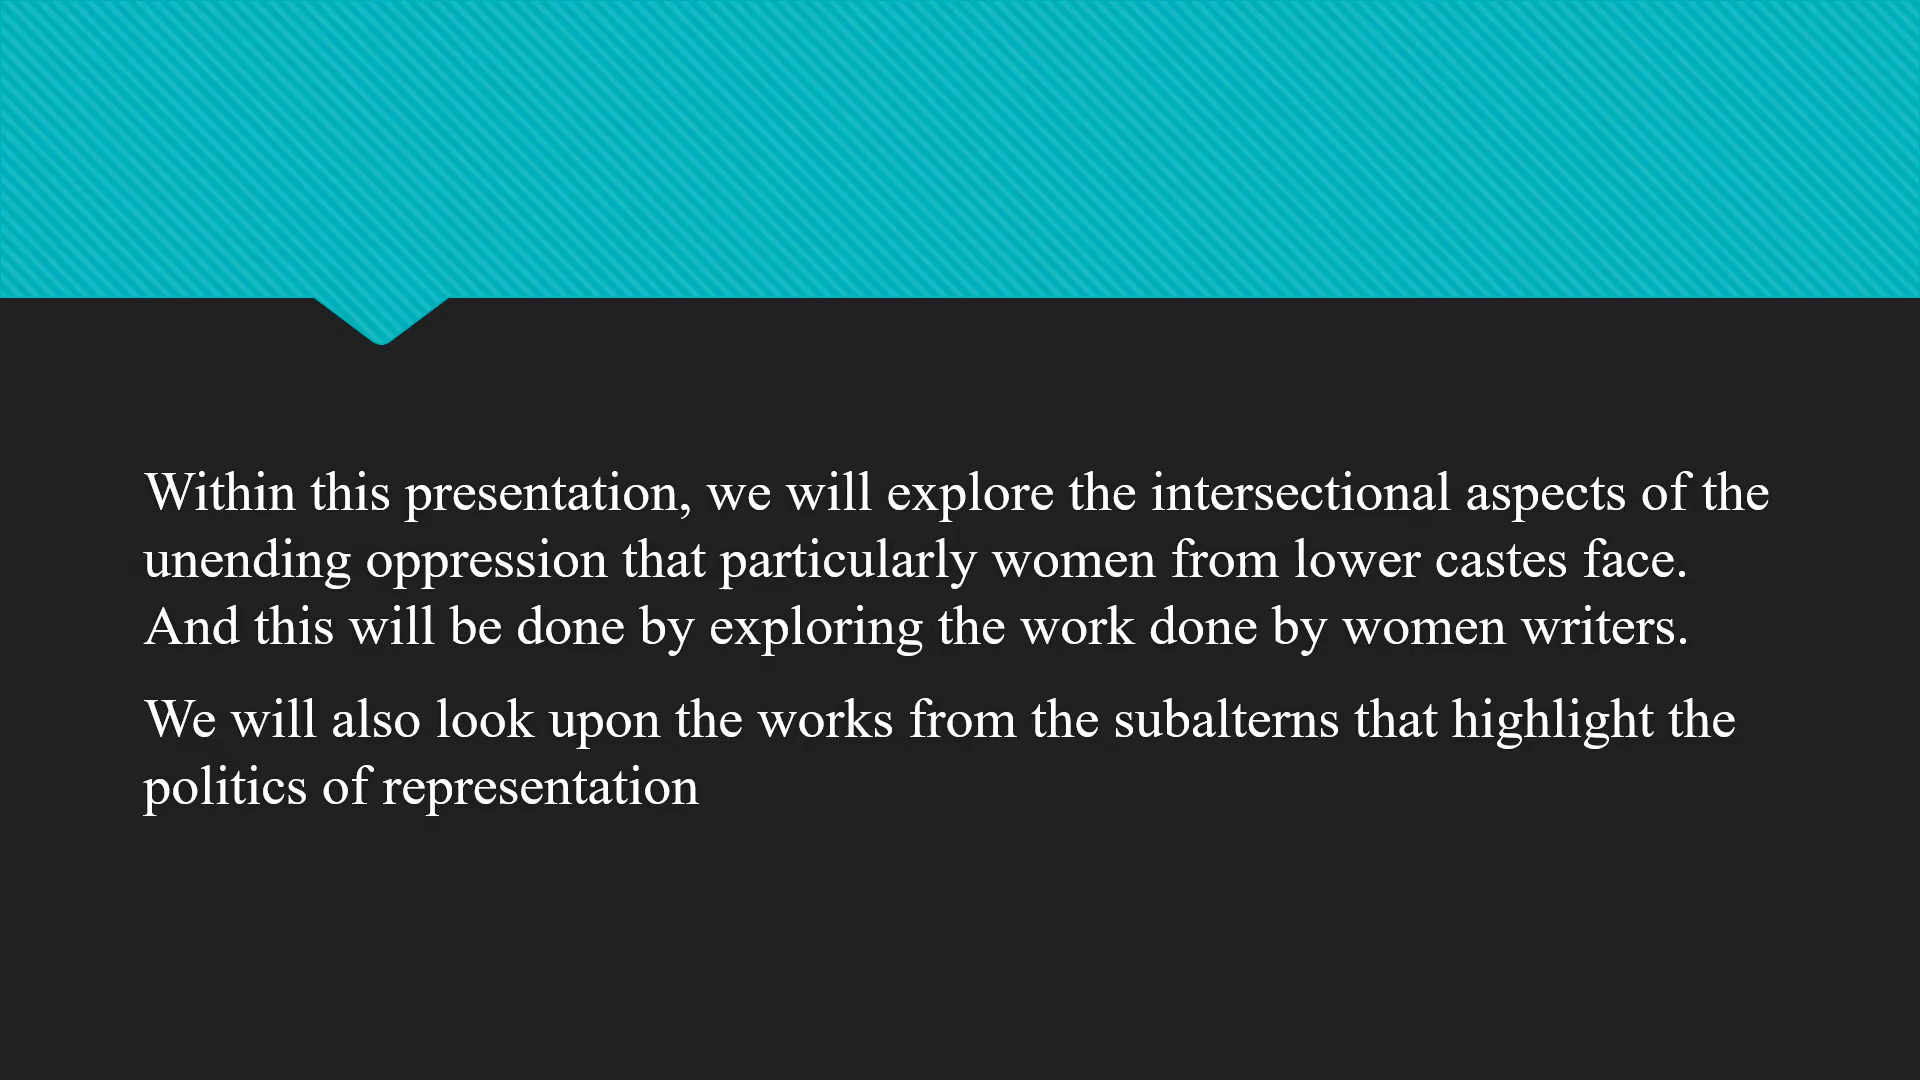 Within this presentation, we will explore the intersectional aspects of the
unending oppression that particularly women from lower castes face.
And this will be done by exploring the work done by women writers.
We will also look upon the works from the subalterns that highlight the
politics of representation